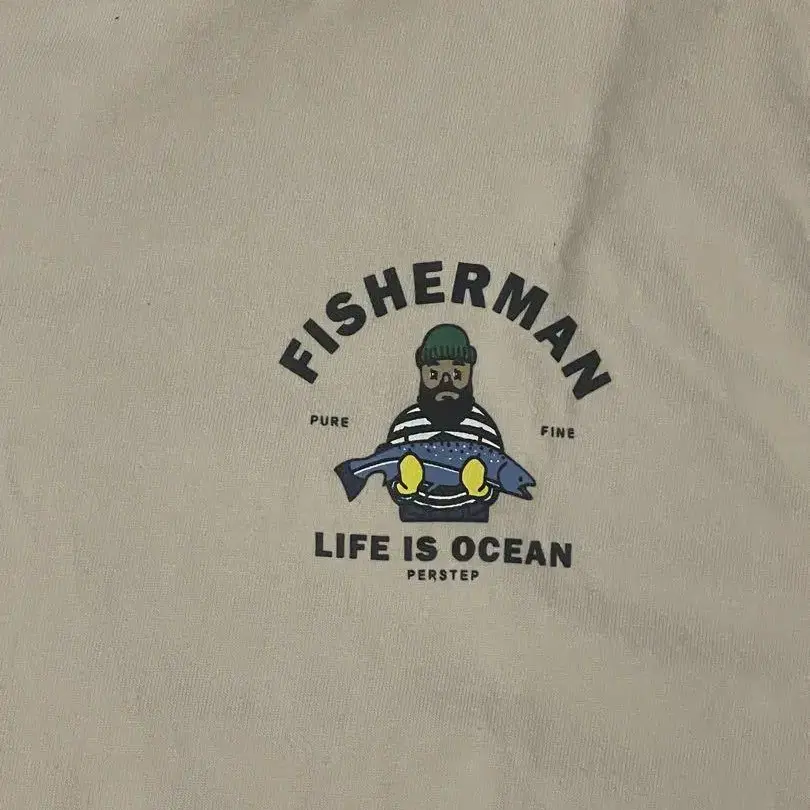 FISHERMAN
PURE
FINE
LIFE IS OCEAN
PERSTEP